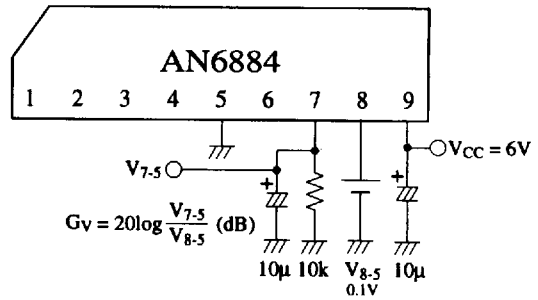 AN6884
1 2 3 4 5 6 7 8 9
V7-5
VCC = 6V
+
+
GV = 20log V7-5/V8-5 (dB)
10μ 10k V8-5 10μ
0.1V